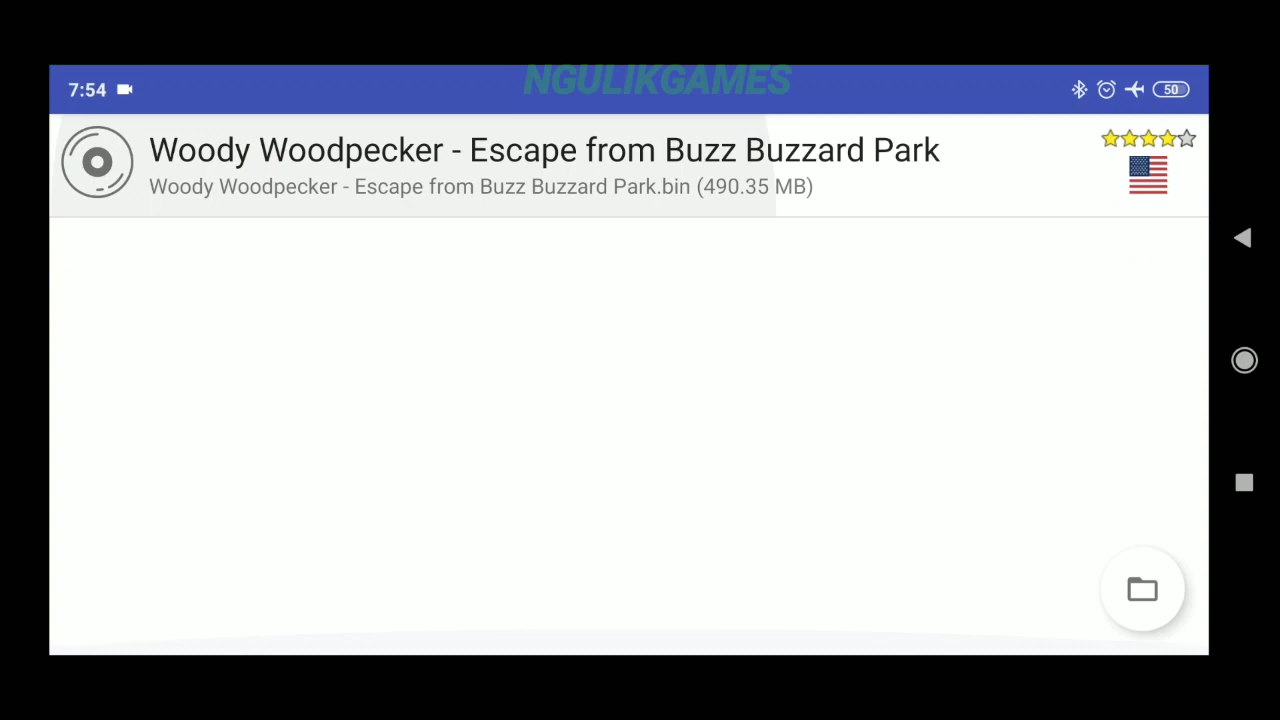 NGULIKGAMES
7:54
50
Woody Woodpecker - Escape from Buzz Buzzard Park
Woody Woodpecker - Escape from Buzz Buzzard Park.bin (490.35 MB)